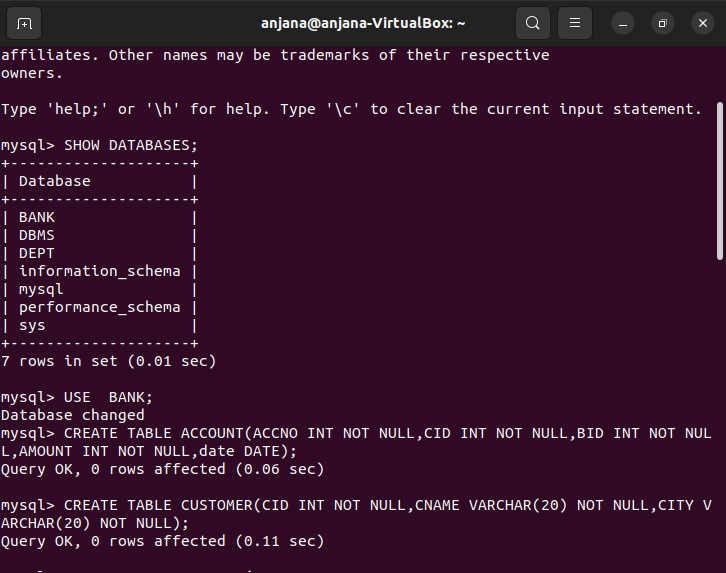 anjana@anjana-VirtualBox: ~
affiliates. Other names may be trademarks of their respective
owners.
Type 'help;' or '\h' for help. Type '\c' to clear the current input statement.
mysql> SHOW DATABASES;
+--------------------+
| Database           |
+--------------------+
| BANK               |
| DBMS               |
| DEPT               |
| information_schema |
| mysql              |
| performance_schema |
| sys                |
+--------------------+
7 rows in set (0.01 sec)
mysql> USE  BANK;
Database changed
mysql> CREATE TABLE ACCOUNT(ACCNO INT NOT NULL,CID INT NOT NULL,BID INT NOT NUL
L,AMOUNT INT NOT NULL,date DATE);
Query OK, 0 rows affected (0.06 sec)
mysql> CREATE TABLE CUSTOMER(CID INT NOT NULL,CNAME VARCHAR(20) NOT NULL,CITY V
ARCHAR(20) NOT NULL);
Query OK, 0 rows affected (0.11 sec)